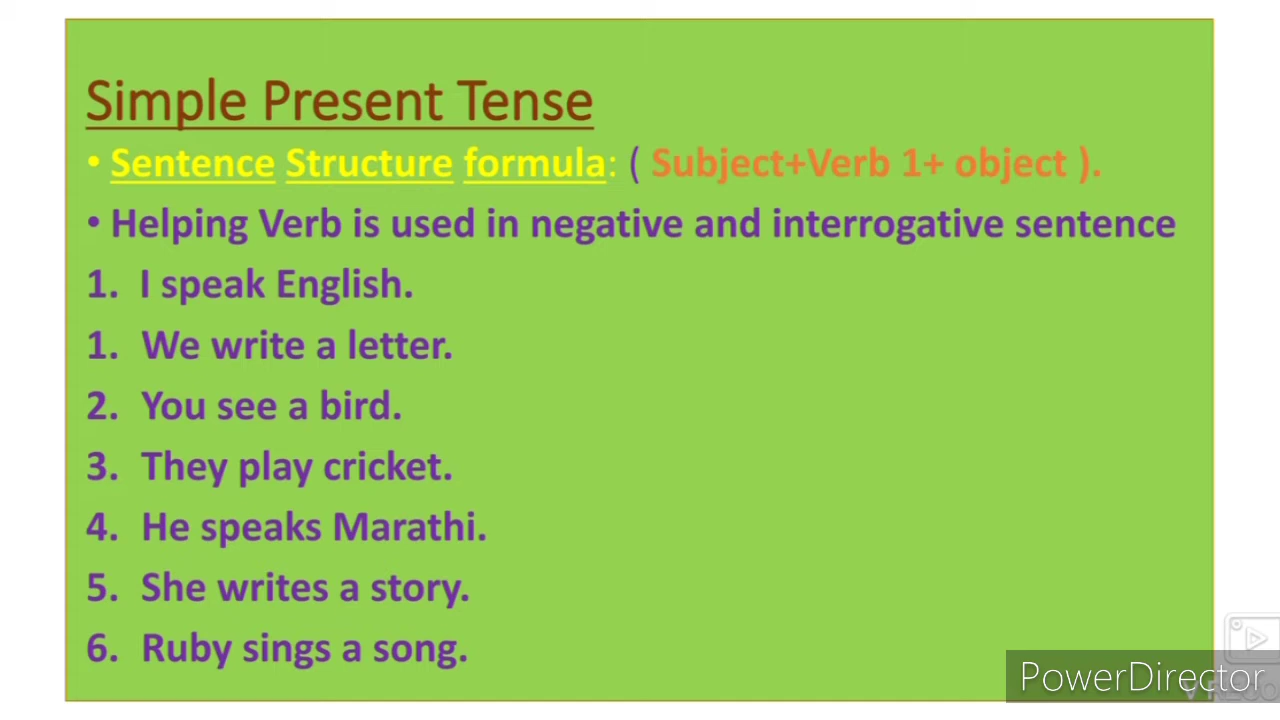 Simple Present Tense
• Sentence Structure formula: ( Subject+Verb 1+ object ).
• Helping Verb is used in negative and interrogative sentence
1. I speak English.
1. We write a letter.
2. You see a bird.
3. They play cricket.
4. He speaks Marathi.
5. She writes a story.
6. Ruby sings a song.
PowerDirector